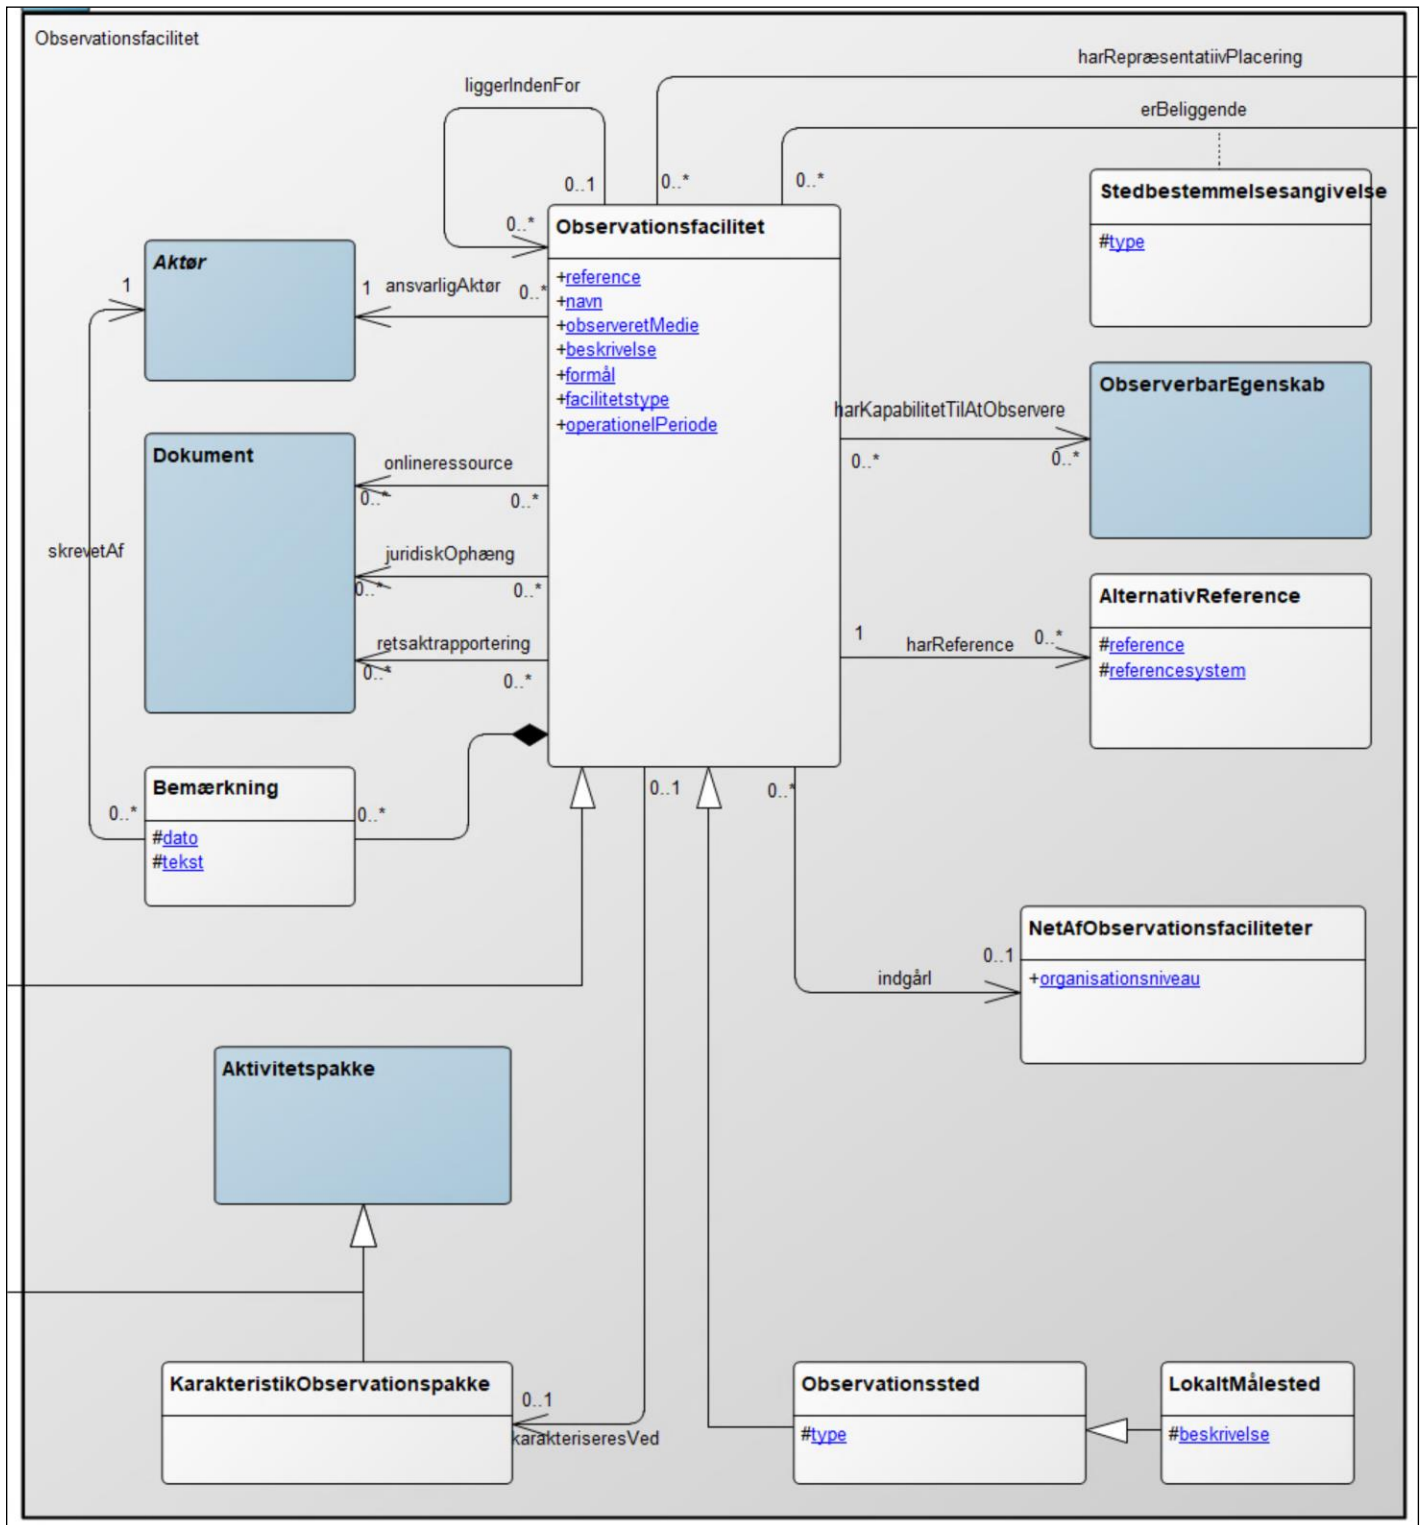 Observationsfacilitet
harRepræsentatiivPlacering
liggerIndenFor
erBeliggende
0..1
0..*
0..*
Stedbestemmelsesangivelse
#type
0..*
Observationsfacilitet
+reference
+navn
+observeretMedie
+beskrivelse
+formål
+facilitetstype
+operationelPeriode
Aktør
1
1
ansvarligAktør
0..*
ObserverbarEgenskab
harKapabilitetTilAtObservere
0..*
0..*
Dokument
onlineressource
0..*
0..*
skrevetAf
juridiskOphæng
0..*
0..*
AlternativReference
#reference
#referencesystem
1
harReference
0..*
retsaktrapportering
0..*
0..*
Bemærkning
#dato
#tekst
0..*
0..*
0..1
0..*
NetAfObservationsfaciliteter
+organisationsniveau
0..1
indgårI
Aktivitetspakke
KarakteristikObservationspakke
0..1
karakteriseresVed
Observationssted
#type
LokaltMålested
#beskrivelse